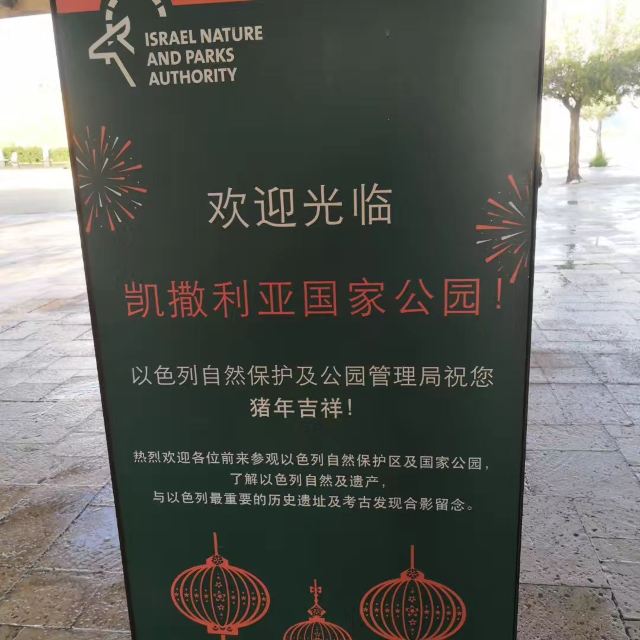 ISRAEL NATURE
AND PARKS
AUTHORITY
欢迎光临
凯撒利亚国家公园！
以色列自然保护及公园管理局祝您
猪年吉祥！
热烈欢迎各位前来参观以色列自然保护区及国家公园，
了解以色列自然及遗产，
与以色列最重要的历史遗址及考古发现合影留念。